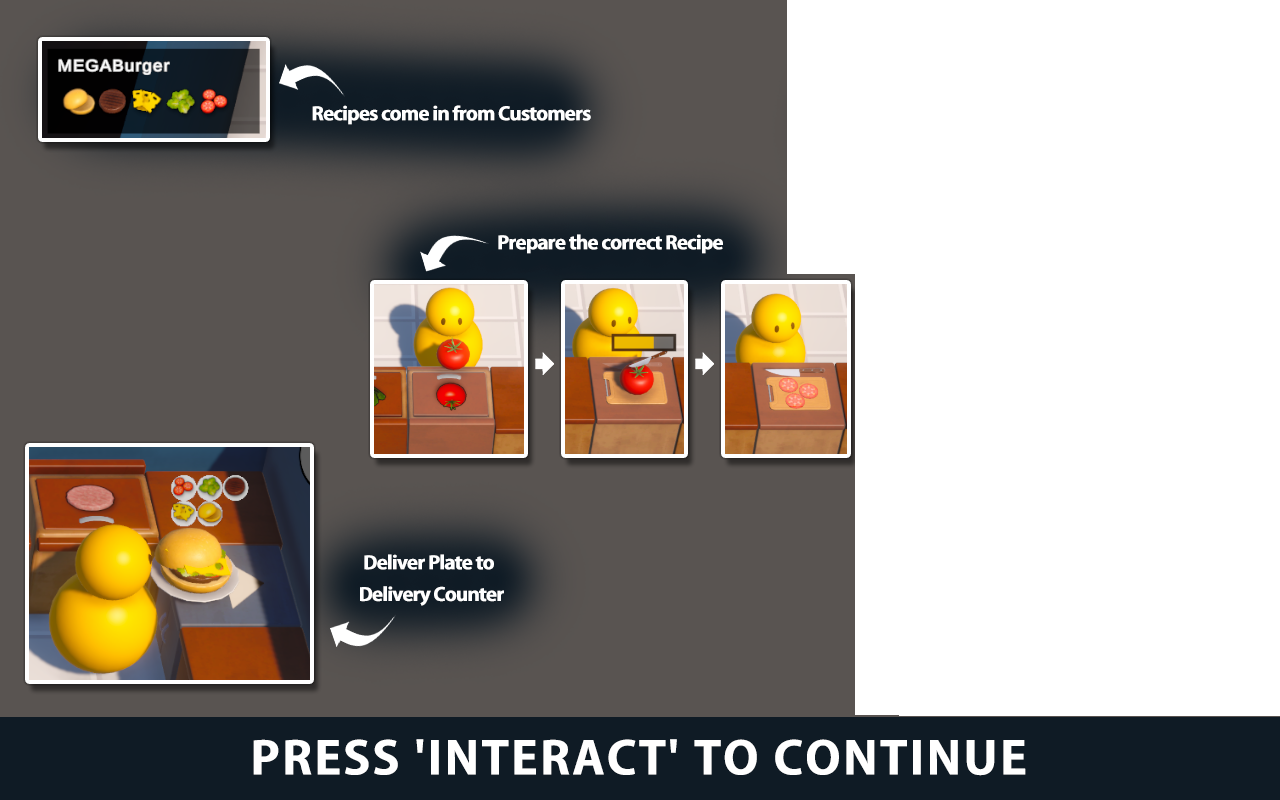 MEGABurger
Recipes come in from Customers
Prepare the correct Recipe
Deliver Plate to
Delivery Counter
PRESS 'INTERACT' TO CONTINUE